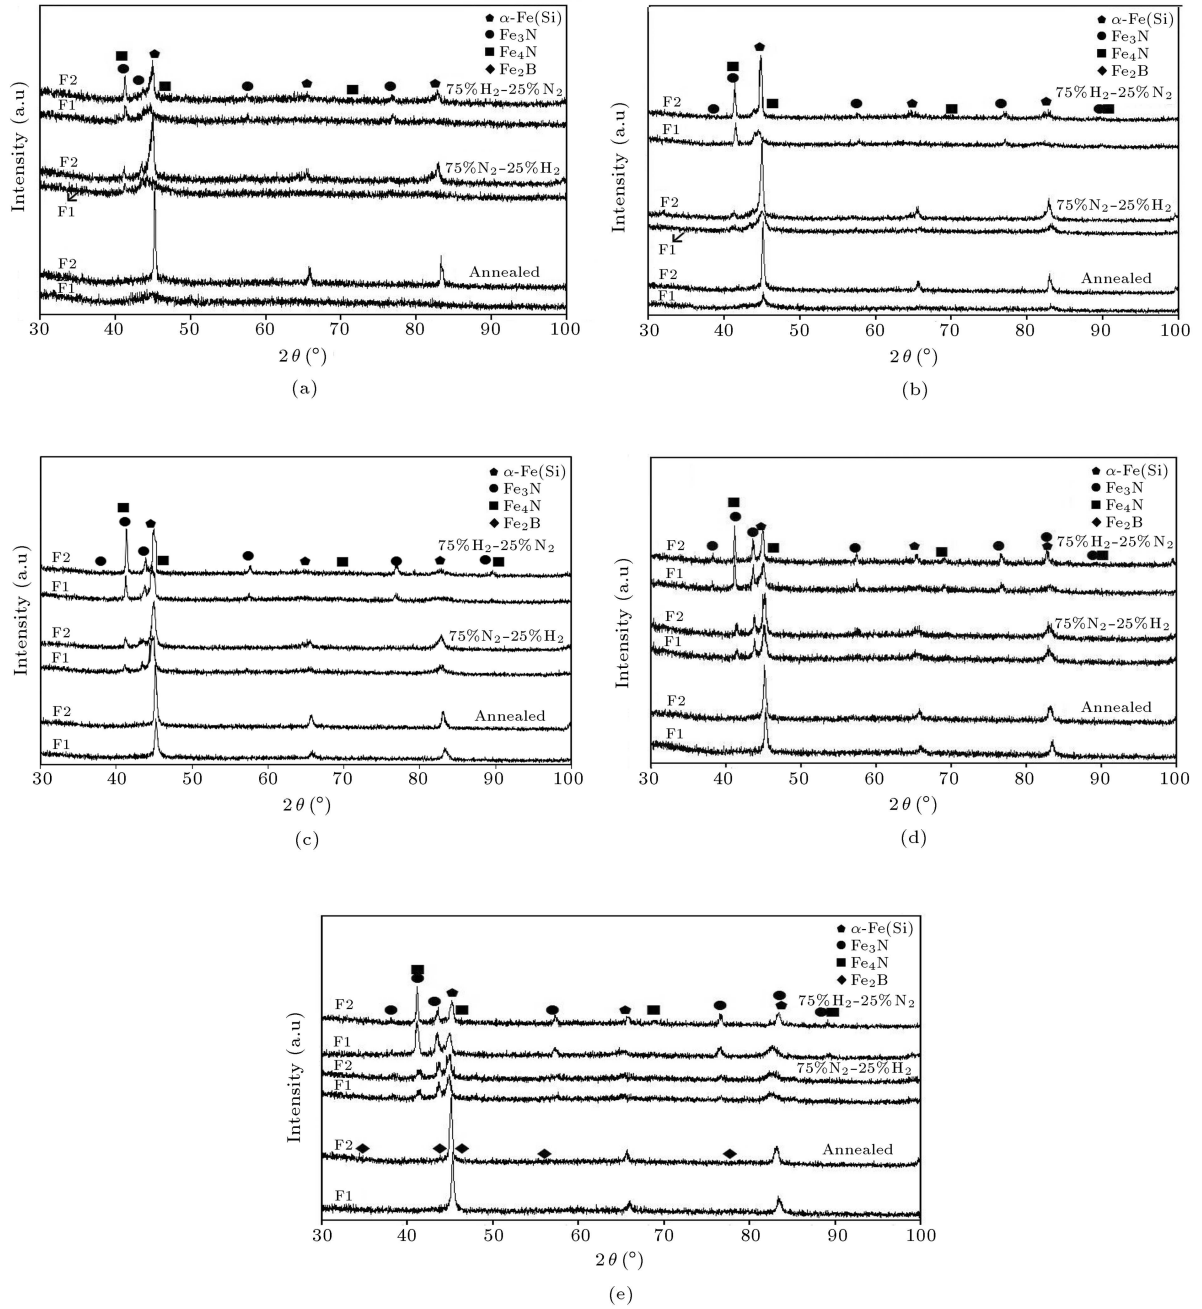 α-Fe(Si)
Fe₃N
Fe₄N
Fe₂B
75%H₂-25%N₂
F2
F1
75%N₂-25%H₂
F2
F1
Annealed
F2
F1
Intensity (a.u)
30 40 50 60 70 80 90 100
2θ (°)
(a)
α-Fe(Si)
Fe₃N
Fe₄N
Fe₂B
75%H₂-25%N₂
F2
F1
75%N₂-25%H₂
F2
F1
Annealed
F2
F1
Intensity (a.u)
30 40 50 60 70 80 90 100
2θ (°)
(b)
α-Fe(Si)
Fe₃N
Fe₄N
Fe₂B
75%H₂-25%N₂
F2
F1
75%N₂-25%H₂
F2
F1
Annealed
F2
F1
Intensity (a.u)
30 40 50 60 70 80 90 100
2θ (°)
(c)
α-Fe(Si)
Fe₃N
Fe₄N
Fe₂B
75%H₂-25%N₂
F2
F1
75%N₂-25%H₂
F2
F1
Annealed
F2
F1
Intensity (a.u)
30 40 50 60 70 80 90 100
2θ (°)
(d)
α-Fe(Si)
Fe₃N
Fe₄N
Fe₂B
75%H₂-25%N₂
F2
F1
75%N₂-25%H₂
F2
F1
Annealed
F2
F1
Intensity (a.u)
30 40 50 60 70 80 90 100
2θ (°)
(e)